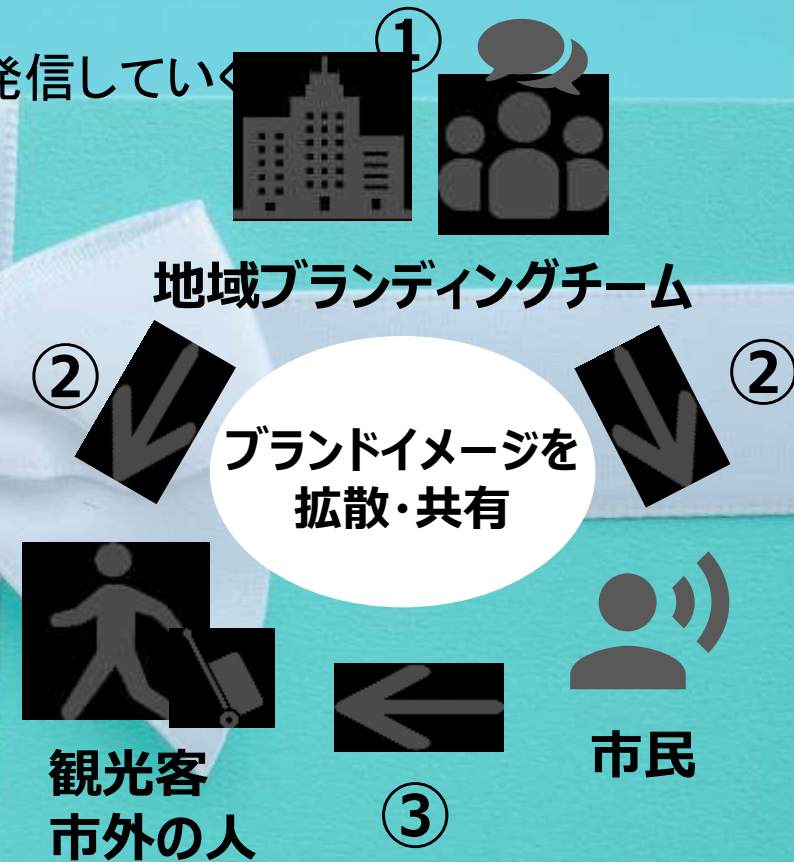 ①
発信していく
地域ブランディングチーム
②
②
ブランドイメージを
拡散・共有
市民
観光客
市外の人
③